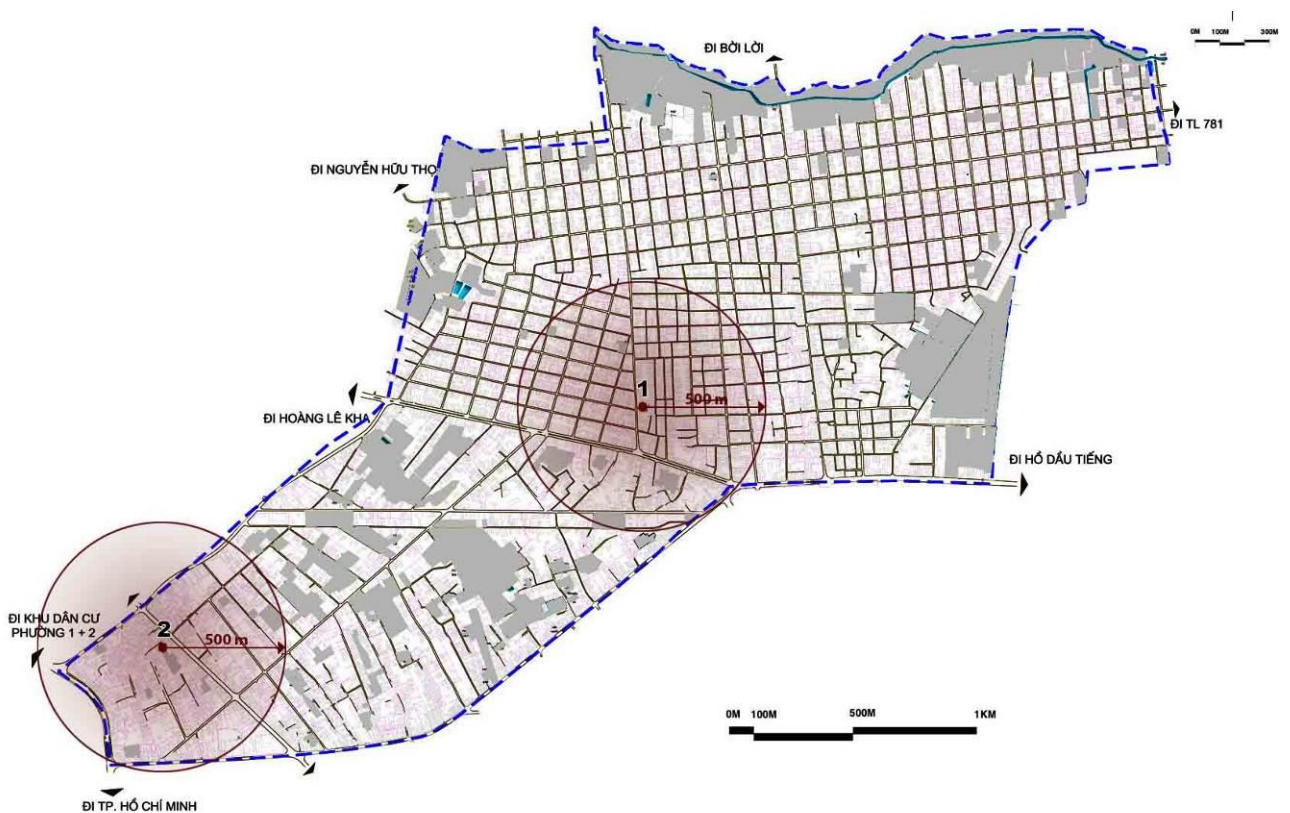 ĐI BỜI LỜI
0M 100M 300M
ĐI TL 781
ĐI NGUYỄN HỮU THỌ
1
500 m
ĐI HOÀNG LÊ KHA
ĐI HỒ DẦU TIẾNG
ĐI KHU DÂN CƯ
PHƯỜNG 1 + 2
2
500 m
0M 100M 500M 1KM
ĐI TP. HỒ CHÍ MINH